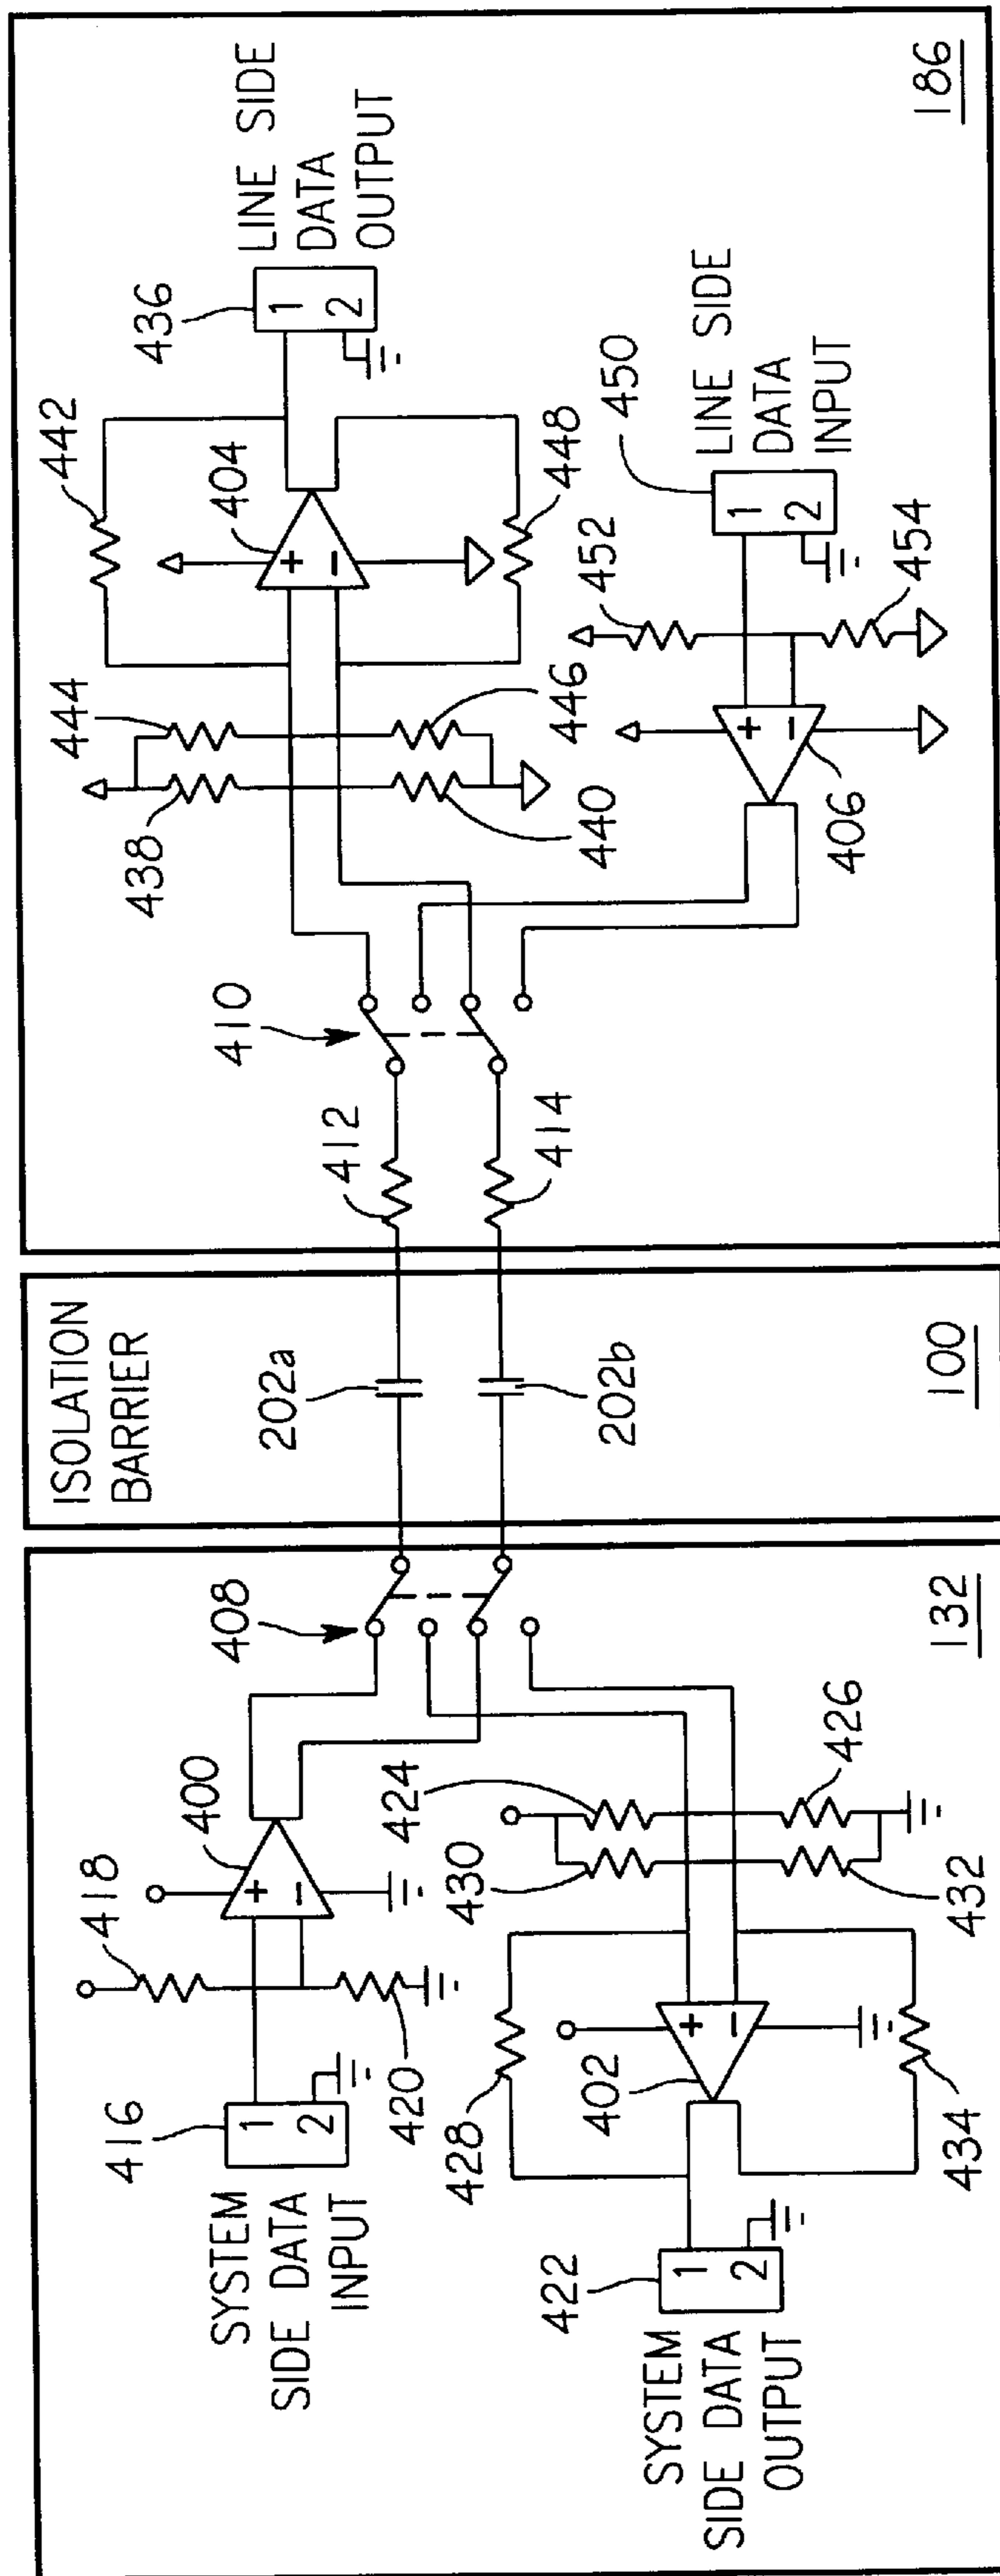 SYSTEM
SIDE DATA
INPUT
416
1
2
418
420
400
+
−
408
SYSTEM
SIDE DATA
OUTPUT
422
1
2
428
434
402
+
−
430
432
424
426
132
ISOLATION
BARRIER
202a
202b
100
412
414
410
438
444
440
446
442
404
+
−
448
436
1
2
LINE SIDE
DATA
OUTPUT
406
+
−
452
454
450
1
2
LINE SIDE
DATA
INPUT
186